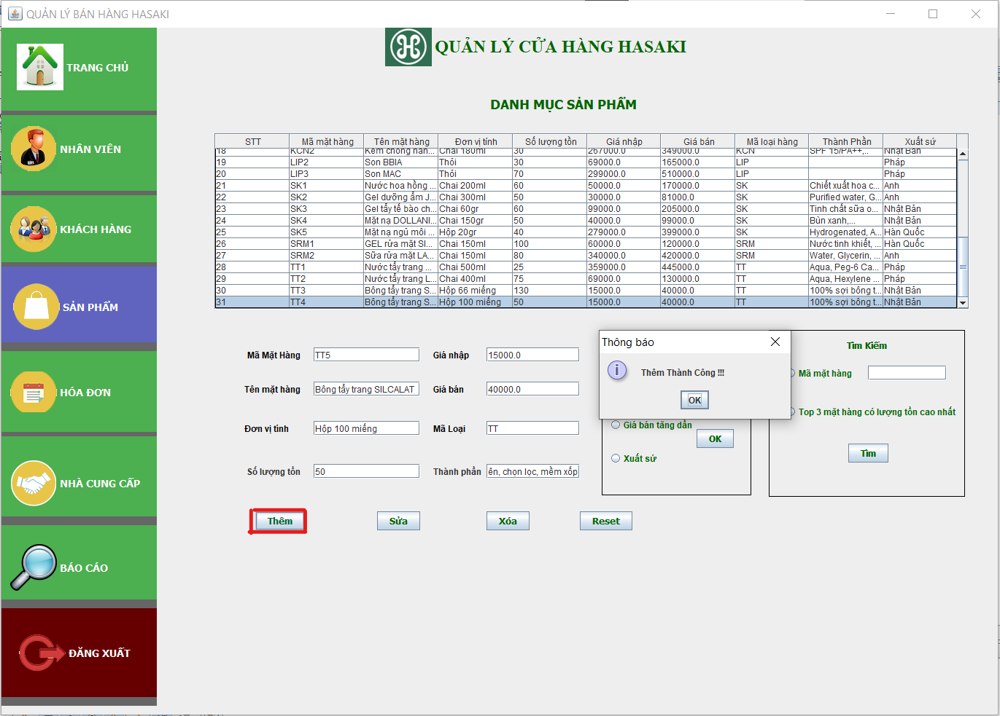 QUẢN LÝ BÁN HÀNG HASAKI
QUẢN LÝ CỬA HÀNG HASAKI
TRANG CHỦ
NHÂN VIÊN
KHÁCH HÀNG
SẢN PHẨM
HÓA ĐƠN
NHÀ CUNG CẤP
BÁO CÁO
ĐĂNG XUẤT
DANH MỤC SẢN PHẨM
STT Mã mặt hàng Tên mặt hàng Đơn vị tính Số lượng tồn Giá nhập Giá bán Mã loại hàng Thành Phần Xuất sứ
18 KCN2 Kem chống nắn... Chai 180ml 30 267000.0 349000.0 KCN SPF 15/PA++,.. Nhật Bản
19 LIP2 Son BBIA Thỏi 30 69000.0 165000.0 LIP Pháp
20 LIP3 Son MAC Thỏi 70 299000.0 510000.0 LIP Pháp
21 SK1 Nước hoa hồng ... Chai 200ml 60 50000.0 170000.0 SK Chiết xuất hoa c... Anh
22 SK2 Gel dưỡng ẩm J... Chai 300ml 50 30000.0 81000.0 SK Purified water, G... Anh
23 SK3 Gel tẩy tế bào ch... Chai 60gr 60 99000.0 205000.0 SK Tinh chất sữa o... Nhật Bản
24 SK4 Mặt nạ DOLLANI... Chai 150gr 50 40000.0 99000.0 SK Bùn xanh,... Nhật Bản
25 SK5 Mặt nạ ngủ môi ... Hộp 20gr 40 279000.0 399000.0 SK Hydrogenated, A... Hàn Quốc
26 SRM1 GEL rửa mặt SI... Chai 150ml 100 60000.0 120000.0 SRM Nước tinh khiết, ... Hàn Quốc
27 SRM2 Sữa rửa mặt LA... Chai 150ml 80 340000.0 420000.0 SRM Water, Glycerin, ... Anh
28 TT1 Nước tẩy trang ... Chai 500ml 25 359000.0 445000.0 TT Aqua, Peg-6 Ca... Pháp
29 TT2 Nước tẩy trang L... Chai 400ml 75 69000.0 130000.0 TT Aqua, Hexylene ... Pháp
30 TT3 Bông tẩy trang S... Hộp 66 miếng 130 15000.0 40000.0 TT 100% sợi bông t... Nhật Bản
31 TT4 Bông tẩy trang S... Hộp 100 miếng 50 15000.0 40000.0 TT 100% sợi bông t... Nhật Bản
Mã Mặt Hàng TT5 Giá nhập 15000.0
Tên mặt hàng Bông tẩy trang SILCALAT Giá bán 40000.0
Đơn vị tính Hộp 100 miếng Mã Loại TT
Số lượng tồn 50 Thành phần ên, chọn lọc, mềm xốp
Thêm Sửa Xóa Reset
Thông báo
Thêm Thành Công !!!
OK
Giá bán tăng dần
OK
Xuất sứ
Tìm Kiếm
Mã mặt hàng
Top 3 mặt hàng có lượng tồn cao nhất
Tìm